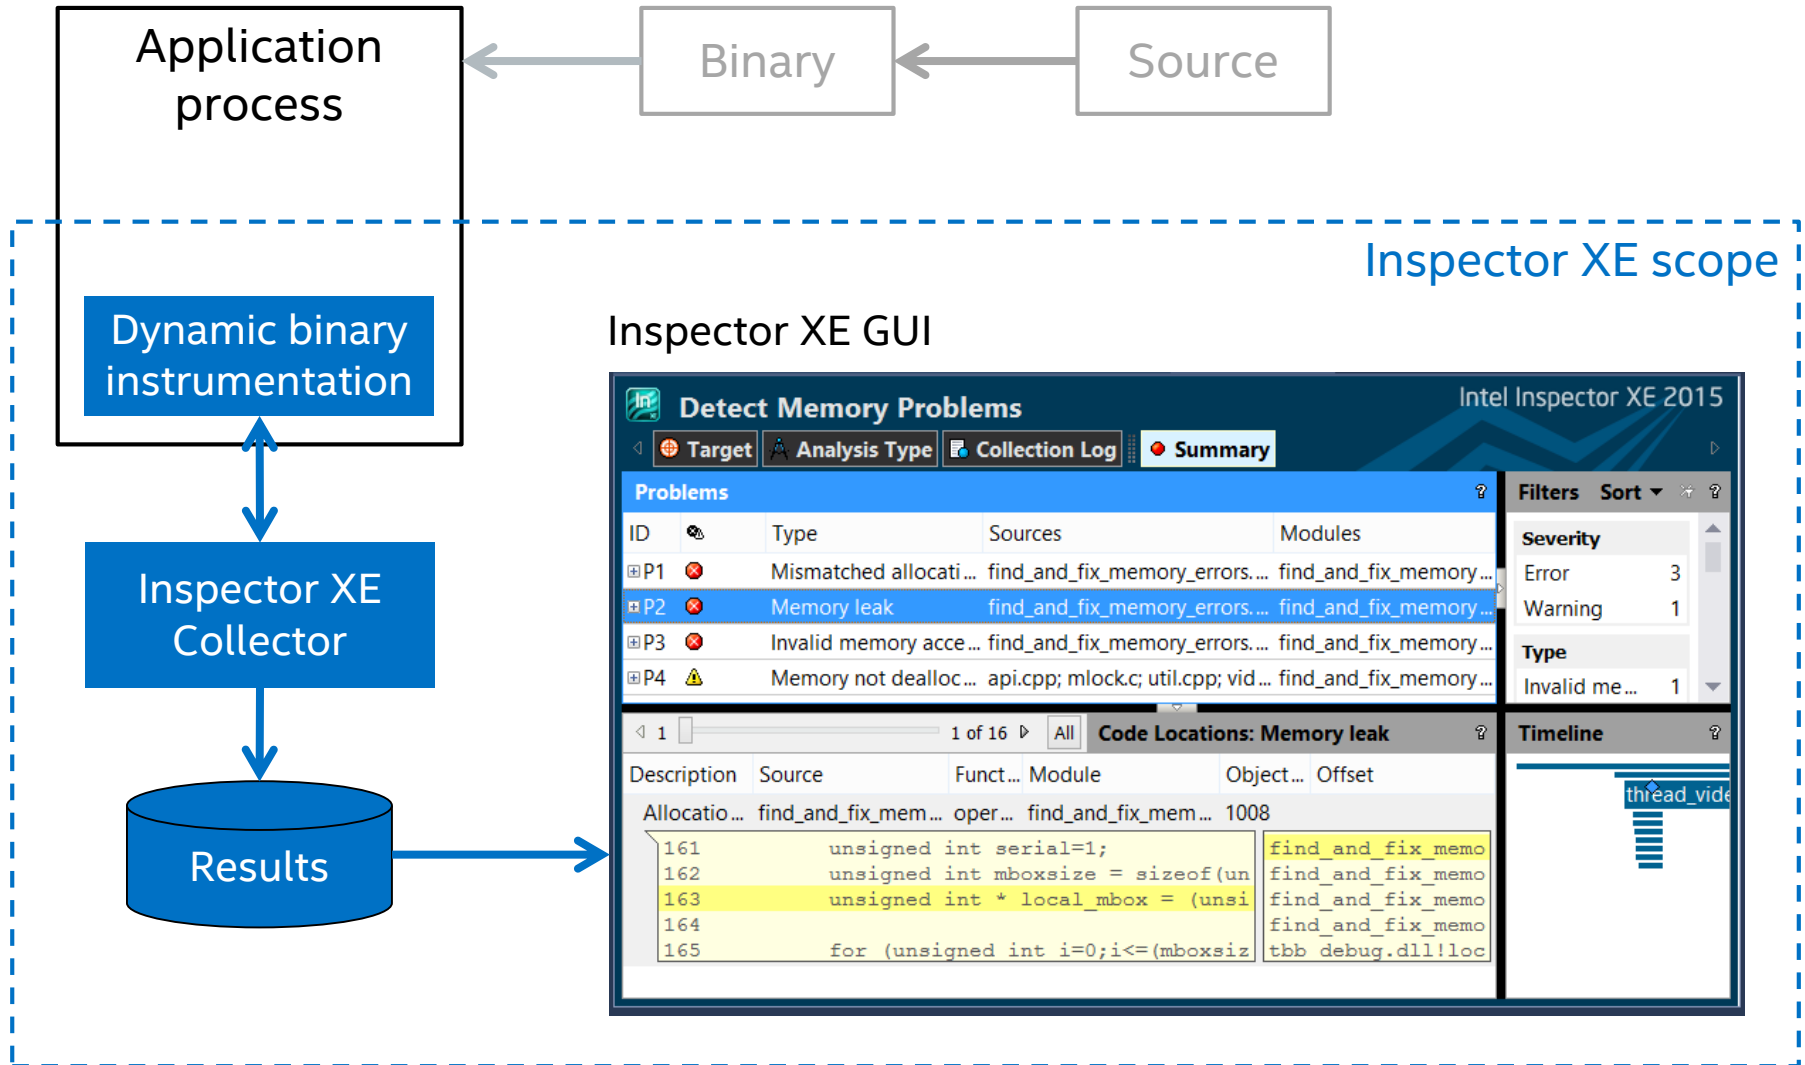 Application
process
Binary
Source
Inspector XE scope
Dynamic binary
instrumentation
Inspector XE
Collector
Results
Inspector XE GUI
Detect Memory Problems
Intel Inspector XE 2015
Target
Analysis Type
Collection Log
Summary
Problems
?
ID Type Sources Modules
P1 Mismatched allocati... find_and_fix_memory_errors.... find_and_fix_memory...
P2 Memory leak find_and_fix_memory_errors.... find_and_fix_memory...
P3 Invalid memory acce... find_and_fix_memory_errors.... find_and_fix_memory...
P4 Memory not dealloc... api.cpp; mlock.c; util.cpp; vid... find_and_fix_memory...
Filters Sort ?
Severity
Error 3
Warning 1
Type
Invalid me... 1
1 1 of 16 All Code Locations: Memory leak ?
Description Source Funct... Module Object... Offset
Allocatio... find_and_fix_mem... oper... find_and_fix_mem... 1008
161 unsigned int serial=1;
162 unsigned int mboxsize = sizeof(un
163 unsigned int * local_mbox = (unsi
164
165 for (unsigned int i=0;i<=(mboxsiz
find_and_fix_memo
find_and_fix_memo
find_and_fix_memo
find_and_fix_memo
tbb_debug.dll!loc
Timeline ?
thread_vide